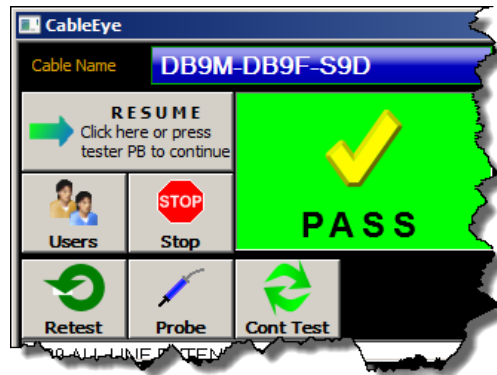 CableEye
Cable Name DB9M-DB9F-S9D
RESUME
Click here or press
tester PB to continue
STOP
PASS
Users Stop
Retest Probe Cont Test